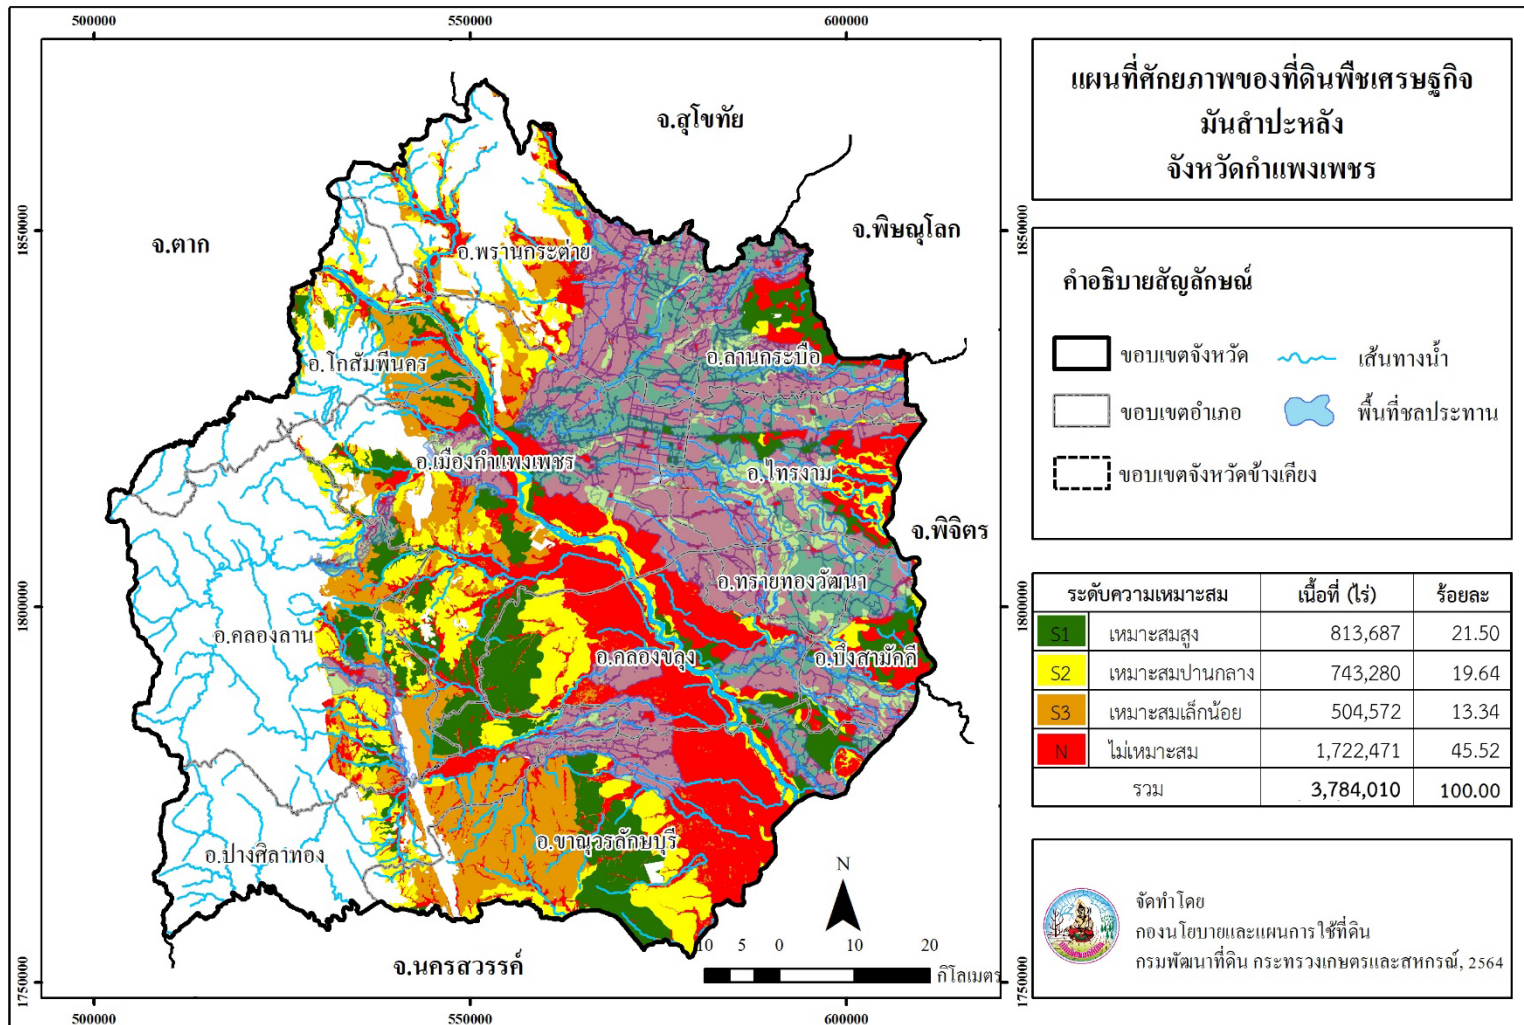 500000 550000 600000
แผนที่ศักยภาพของที่ดินพืชเศรษฐกิจ
มันสำปะหลัง
จังหวัดกำแพงเพชร
จ.สุโขทัย
จ.ตาก
จ.พิษณุโลก
1850000 1850000
อ.พรานกระต่าย
อ.ลานกระบือ
อ.โกสัมพีนคร
อ.เมืองกำแพงเพชร
อ.ไทรงาม
จ.พิจิตร
อ.ทรายทองวัฒนา
1800000 1800000
อ.คลองลาน
อ.คลองขลุง
อ.บึงสามัคคี
อ.ขาณุวรลักษบุรี
อ.ปางศิลาทอง
N
จ.นครสวรรค์
10 5 0 10 20
กิโลเมตร
1750000 1750000
500000 550000 600000
คำอธิบายสัญลักษณ์
ขอบเขตจังหวัด เส้นทางน้ำ
ขอบเขตอำเภอ พื้นที่ชลประทาน
ขอบเขตจังหวัดข้างเคียง
ระดับความเหมาะสม เนื้อที่ (ไร่) ร้อยละ
S1 เหมาะสมสูง 813,687 21.50
S2 เหมาะสมปานกลาง 743,280 19.64
S3 เหมาะสมเล็กน้อย 504,572 13.34
N ไม่เหมาะสม 1,722,471 45.52
รวม 3,784,010 100.00
จัดทำโดย
กองนโยบายและแผนการใช้ที่ดิน
กรมพัฒนาที่ดิน กระทรวงเกษตรและสหกรณ์, 2564